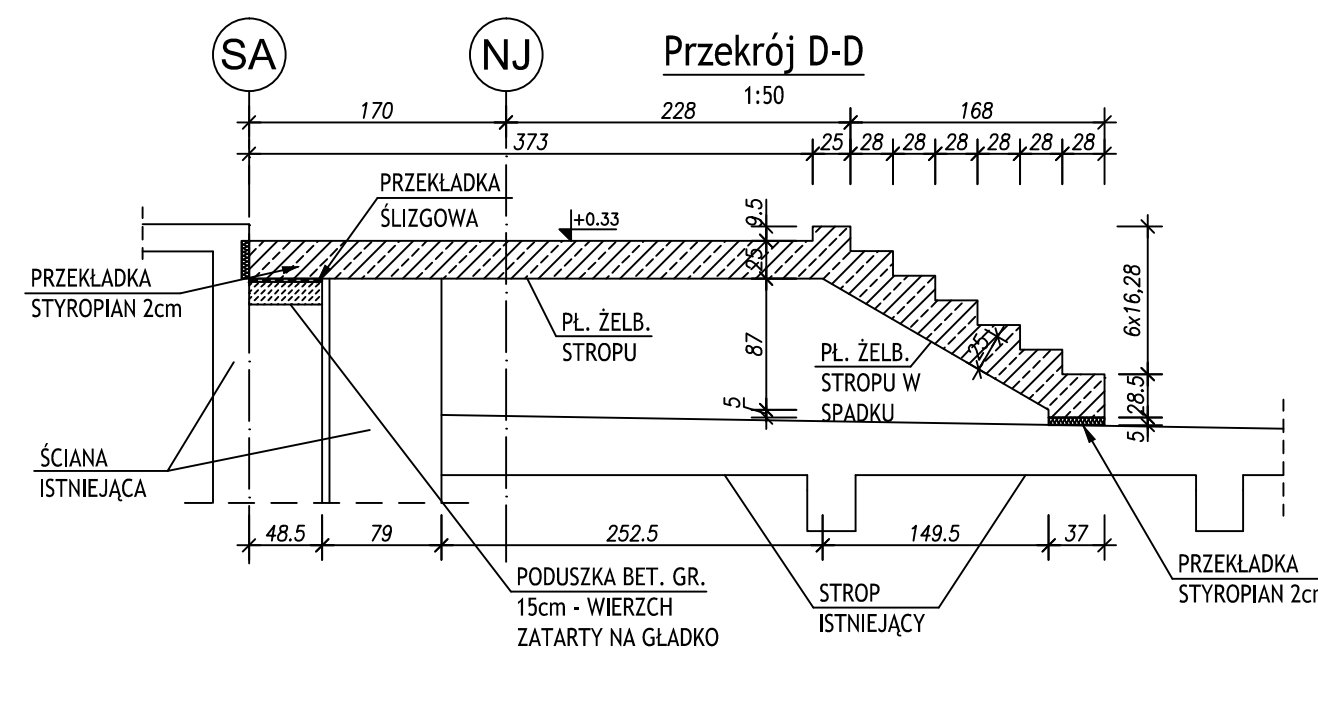 SA
NJ
Przekrój D-D
1:50
170
228
168
373
25
28
28
28
28
28
28
PRZEKŁADKA
ŚLIZGOWA
+0.33
9.5
25
87
5
PRZEKŁADKA
STYROPIAN 2cm
PŁ. ŻELB.
STROPU
PŁ. ŻELB.
STROPU W
SPADKU
25
6x16,28
28.5
5
ŚCIANA
ISTNIEJĄCA
48.5
79
252.5
149.5
37
PODUSZKA BET. GR.
15cm - WIERZCH
ZATARTY NA GŁADKO
STROP
ISTNIEJĄCY
PRZEKŁADKA
STYROPIAN 2cm